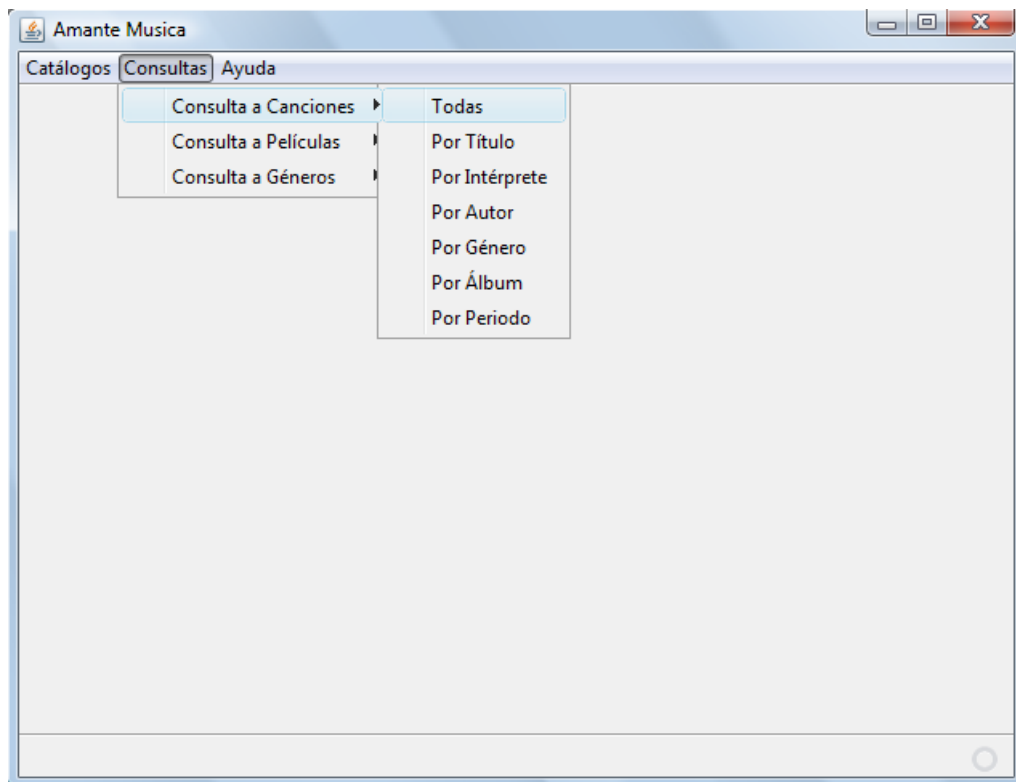 Amante Musica
Catálogos Consultas Ayuda
Consulta a Canciones
Consulta a Películas
Consulta a Géneros
Todas
Por Título
Por Intérprete
Por Autor
Por Género
Por Álbum
Por Periodo